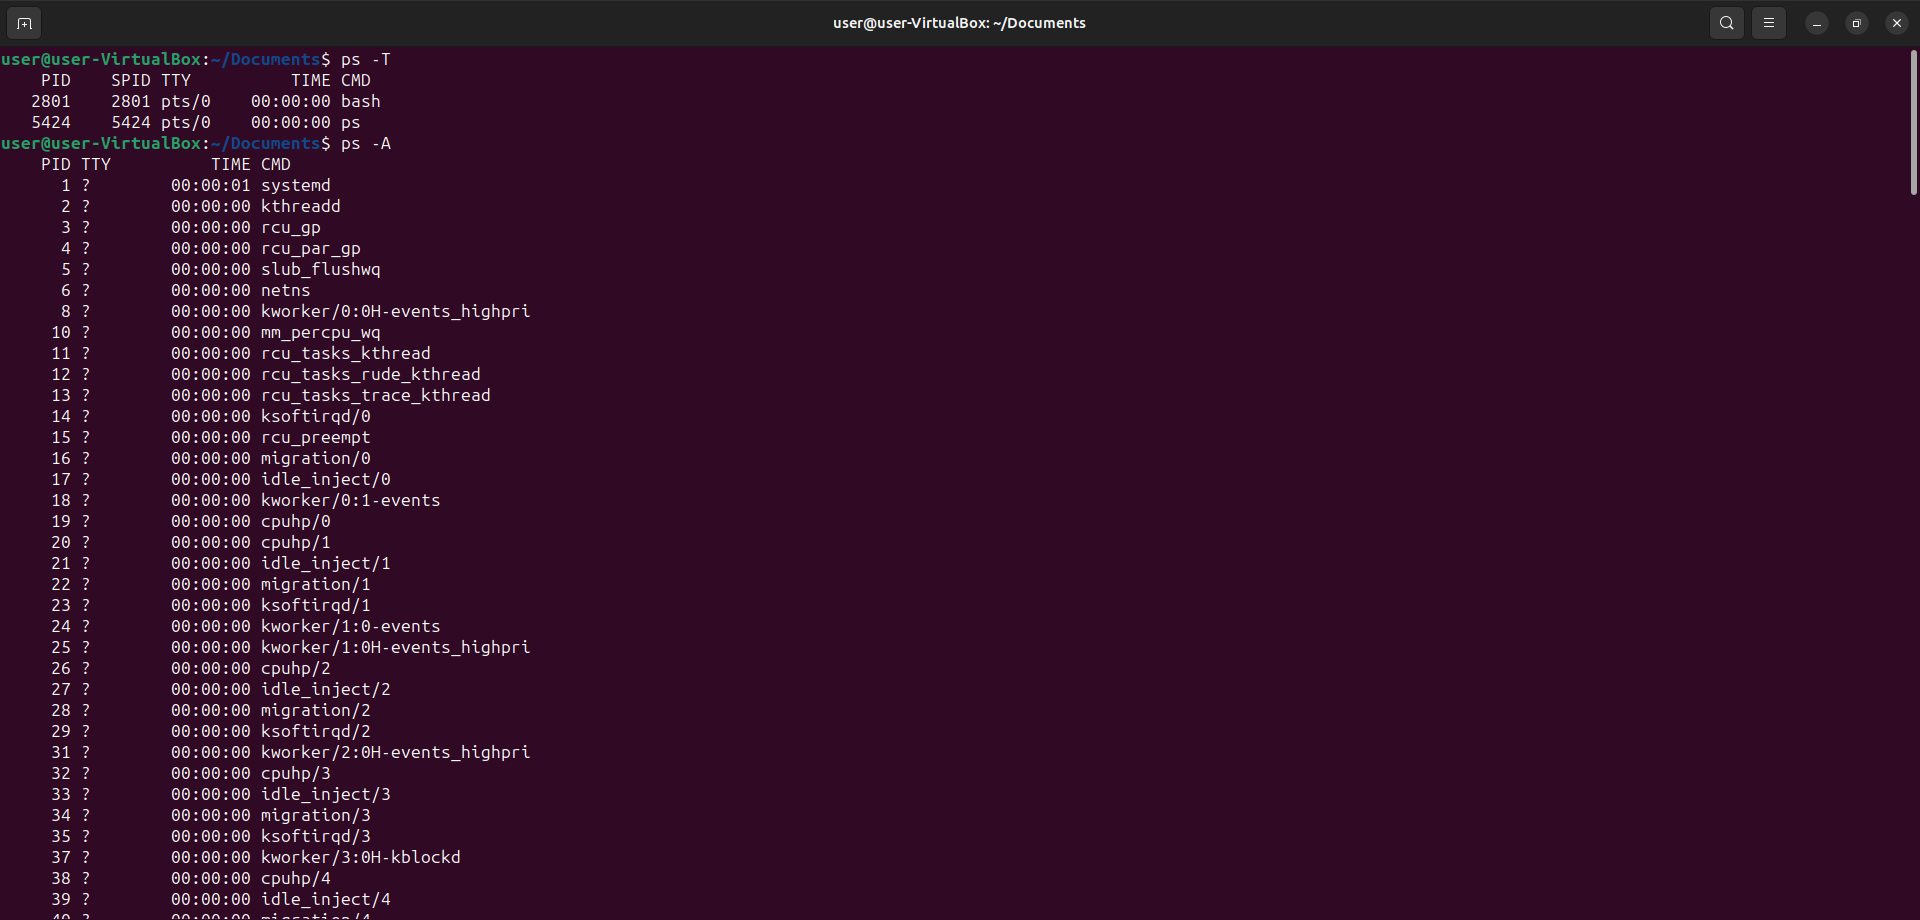 user@user-VirtualBox: ~/Documents
user@user-VirtualBox:~/Documents$ ps -T
    PID    SPID TTY          TIME CMD
   2801    2801 pts/0    00:00:00 bash
   5424    5424 pts/0    00:00:00 ps
user@user-VirtualBox:~/Documents$ ps -A
    PID TTY          TIME CMD
      1 ?        00:00:01 systemd
      2 ?        00:00:00 kthreadd
      3 ?        00:00:00 rcu_gp
      4 ?        00:00:00 rcu_par_gp
      5 ?        00:00:00 slub_flushwq
      6 ?        00:00:00 netns
      8 ?        00:00:00 kworker/0:0H-events_highpri
     10 ?        00:00:00 mm_percpu_wq
     11 ?        00:00:00 rcu_tasks_kthread
     12 ?        00:00:00 rcu_tasks_rude_kthread
     13 ?        00:00:00 rcu_tasks_trace_kthread
     14 ?        00:00:00 ksoftirqd/0
     15 ?        00:00:00 rcu_preempt
     16 ?        00:00:00 migration/0
     17 ?        00:00:00 idle_inject/0
     18 ?        00:00:00 kworker/0:1-events
     19 ?        00:00:00 cpuhp/0
     20 ?        00:00:00 cpuhp/1
     21 ?        00:00:00 idle_inject/1
     22 ?        00:00:00 migration/1
     23 ?        00:00:00 ksoftirqd/1
     24 ?        00:00:00 kworker/1:0-events
     25 ?        00:00:00 kworker/1:0H-events_highpri
     26 ?        00:00:00 cpuhp/2
     27 ?        00:00:00 idle_inject/2
     28 ?        00:00:00 migration/2
     29 ?        00:00:00 ksoftirqd/2
     31 ?        00:00:00 kworker/2:0H-events_highpri
     32 ?        00:00:00 cpuhp/3
     33 ?        00:00:00 idle_inject/3
     34 ?        00:00:00 migration/3
     35 ?        00:00:00 ksoftirqd/3
     37 ?        00:00:00 kworker/3:0H-kblockd
     38 ?        00:00:00 cpuhp/4
     39 ?        00:00:00 idle_inject/4